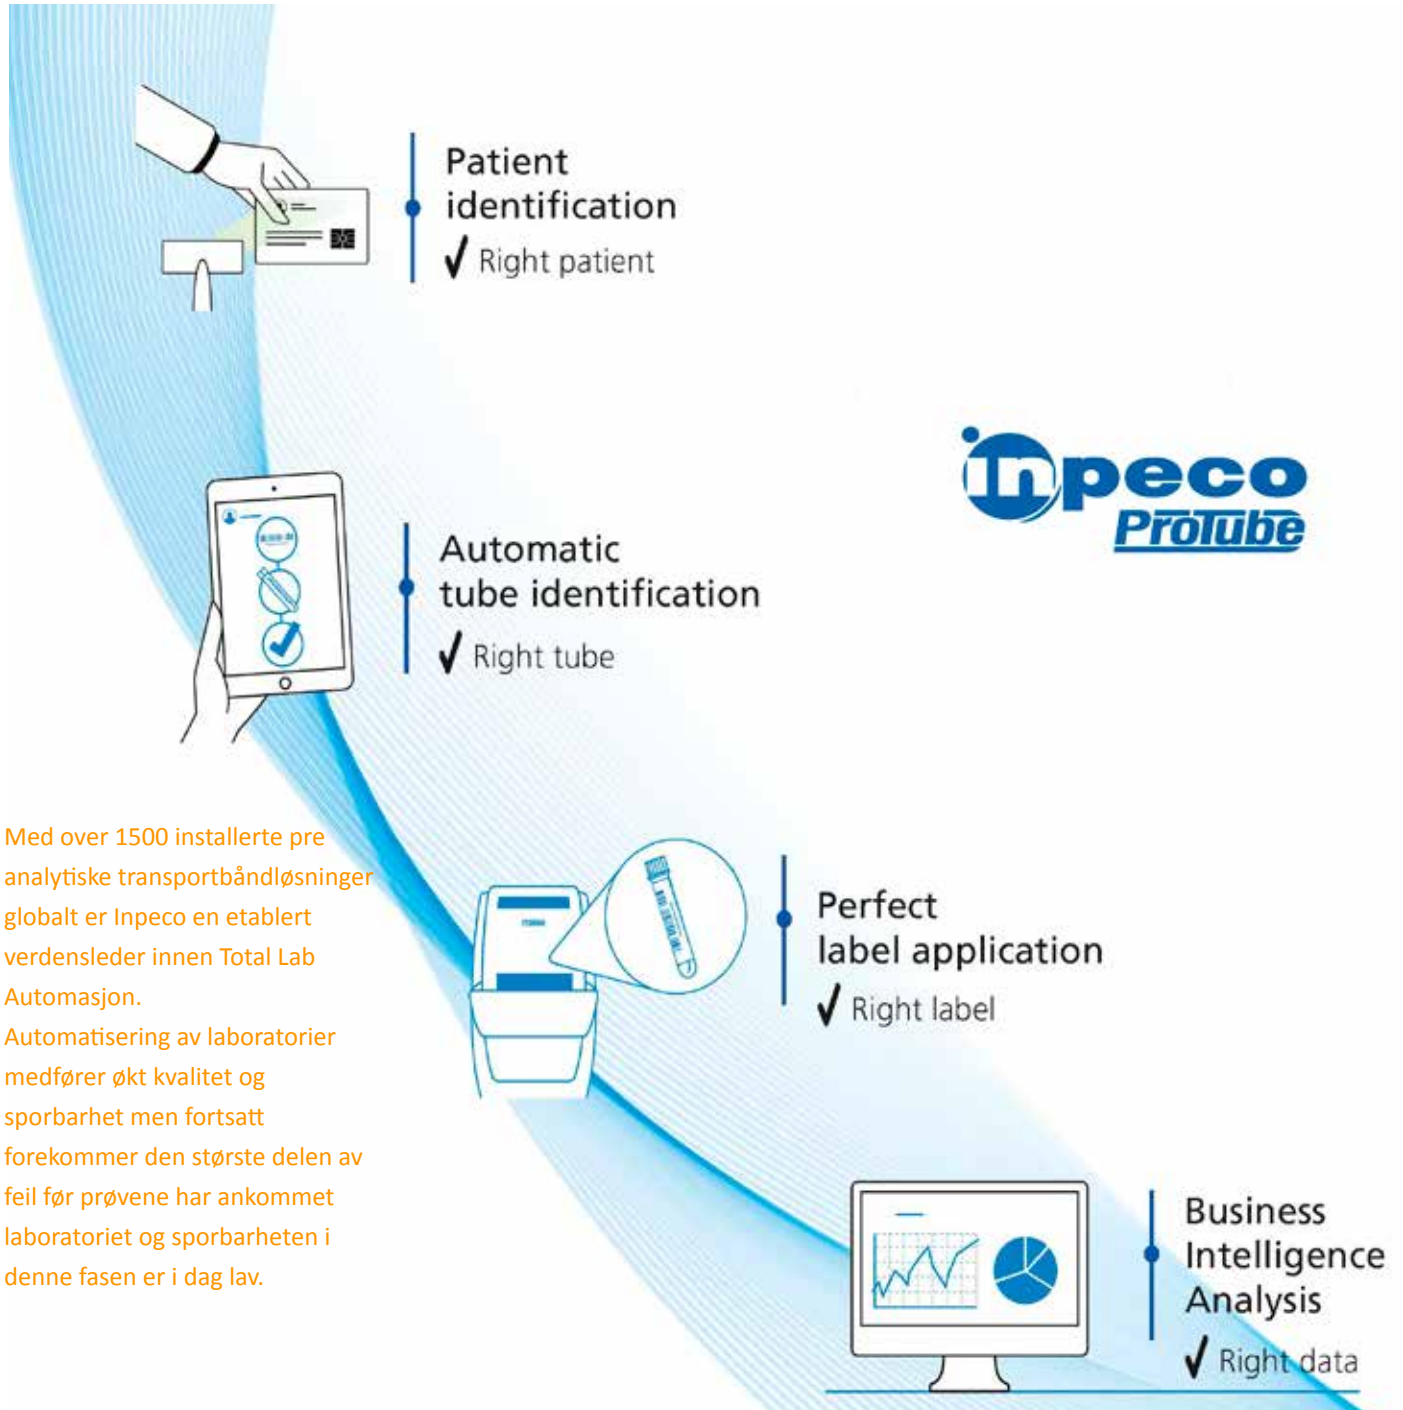 Patient
identification
Right patient
inpeco
ProTube
Automatic
tube identification
Right tube
Med over 1500 installerte pre
analytiske transportbåndløsninger
globalt er Inpeco en etablert
verdensleder innen Total Lab
Automasjon.
Automatisering av laboratorier
medfører økt kvalitet og
sporbarhet men fortsatt
forekommer den største delen av
feil før prøvene har ankommet
laboratoriet og sporbarheten i
denne fasen er i dag lav.
Perfect
label application
Right label
Business
Intelligence
Analysis
Right data